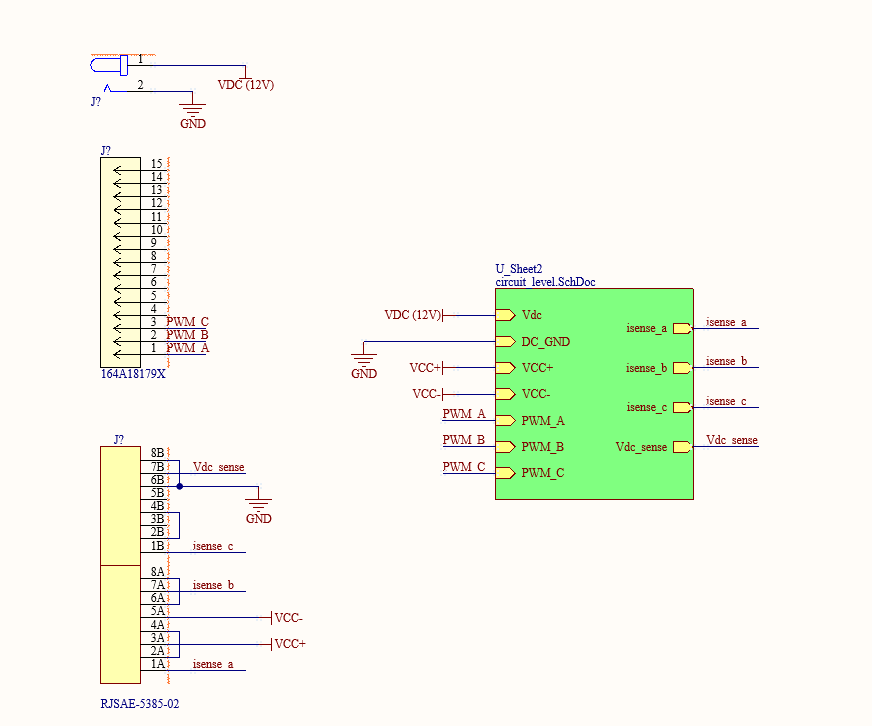 1
VDC (12V)
2
J?
GND
J?
15
14
13
12
11
10
9
8
7
6
5
4
3 PWM_C
2 PWM_B
1 PWM_A
164A18179X
U_Sheet2
circuit_level.SchDoc
VDC (12V) Vdc
isense_a isense_a
DC_GND
GND
VCC+ VCC+
isense_b isense_b
VCC- VCC-
isense_c isense_c
PWM_A PWM_A
PWM_B PWM_B
Vdc_sense Vdc_sense
PWM_C PWM_C
J?
8B
7B Vdc_sense
6B
5B
GND
4B
3B
2B
1B isense_c
8A
7A isense_b
6A
5A VCC-
4A
3A VCC+
2A
1A isense_a
RJSAE-5385-02